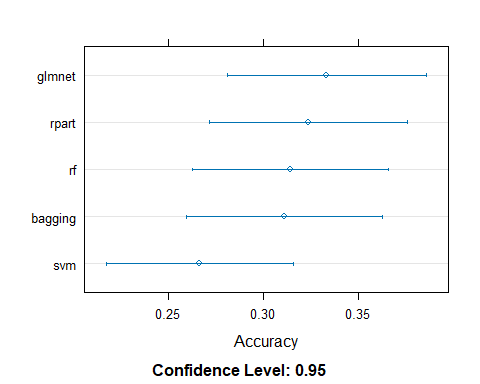 glmnet
rpart
rf
bagging
svm
0.25 0.30 0.35
Accuracy
Confidence Level: 0.95